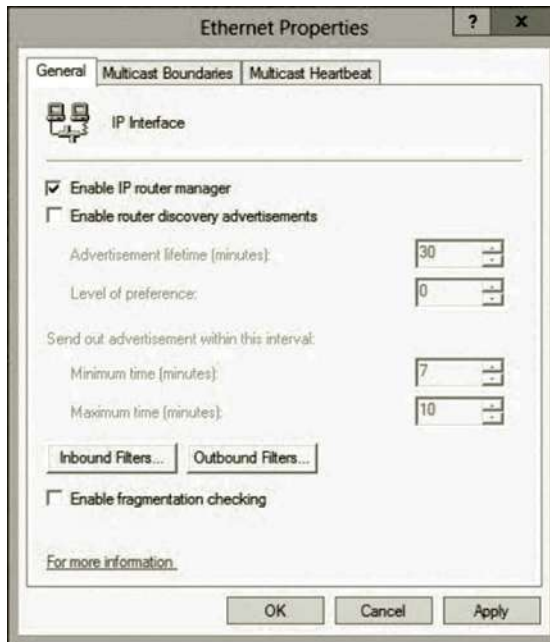 Ethernet Properties
? x
General Multicast Boundaries Multicast Heartbeat
IP Interface
Enable IP router manager
Enable router discovery advertisements
Advertisement lifetime (minutes): 30
Level of preference: 0
Send out advertisement within this interval:
Minimum time (minutes): 7
Maximum time (minutes): 10
Inbound Filters... Outbound Filters...
Enable fragmentation checking
For more information.
OK Cancel Apply